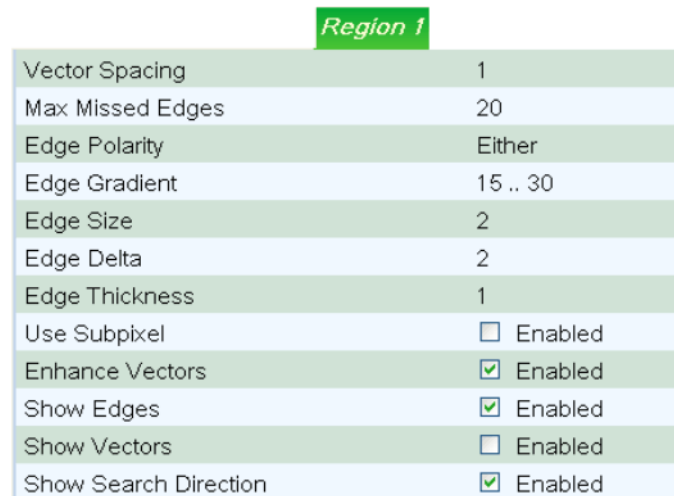 Region 1
Vector Spacing 1
Max Missed Edges 20
Edge Polarity Either
Edge Gradient 15 .. 30
Edge Size 2
Edge Delta 2
Edge Thickness 1
Use Subpixel Enabled
Enhance Vectors Enabled
Show Edges Enabled
Show Vectors Enabled
Show Search Direction Enabled